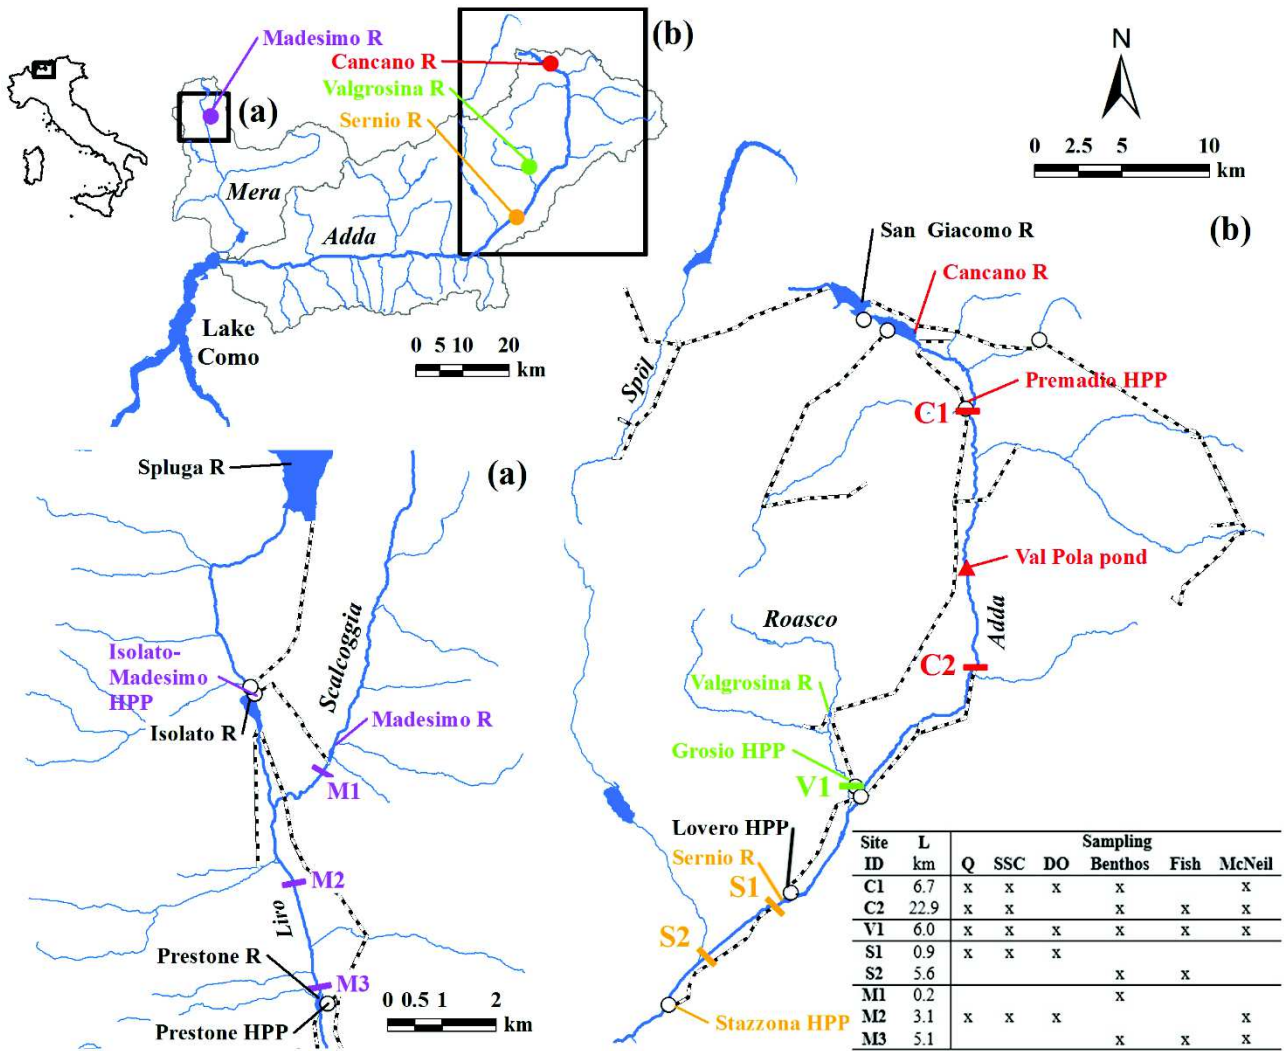 Madesimo R
(b)
Cancano R
Valgrosina R
(a)
Sernio R
Mera
Adda
Lake
Como
0 5 10 20
km
N
0 2.5 5 10
km
San Giacomo R
(b)
Cancano R
Spöl
Premadio HPP
C1
Val Pola pond
Roasco
Adda
C2
Valgrosina R
Grosio HPP
V1
Lovero HPP
Sernio R
S1
S2
Stazzona HPP
Spluga R
(a)
Scalcoggia
Isolato-
Madesimo
HPP
Madesimo R
Isolato R
M1
M2
Liro
Prestone R
M3
0 0.5 1 2
km
Prestone HPP
Site L Sampling
ID km Q SSC DO Benthos Fish McNeil
C1 6.7 x x x x x
C2 22.9 x x x x x
V1 6.0 x x x x x x
S1 0.9 x x x
S2 5.6 x x
M1 0.2 x
M2 3.1 x x x x
M3 5.1 x x x